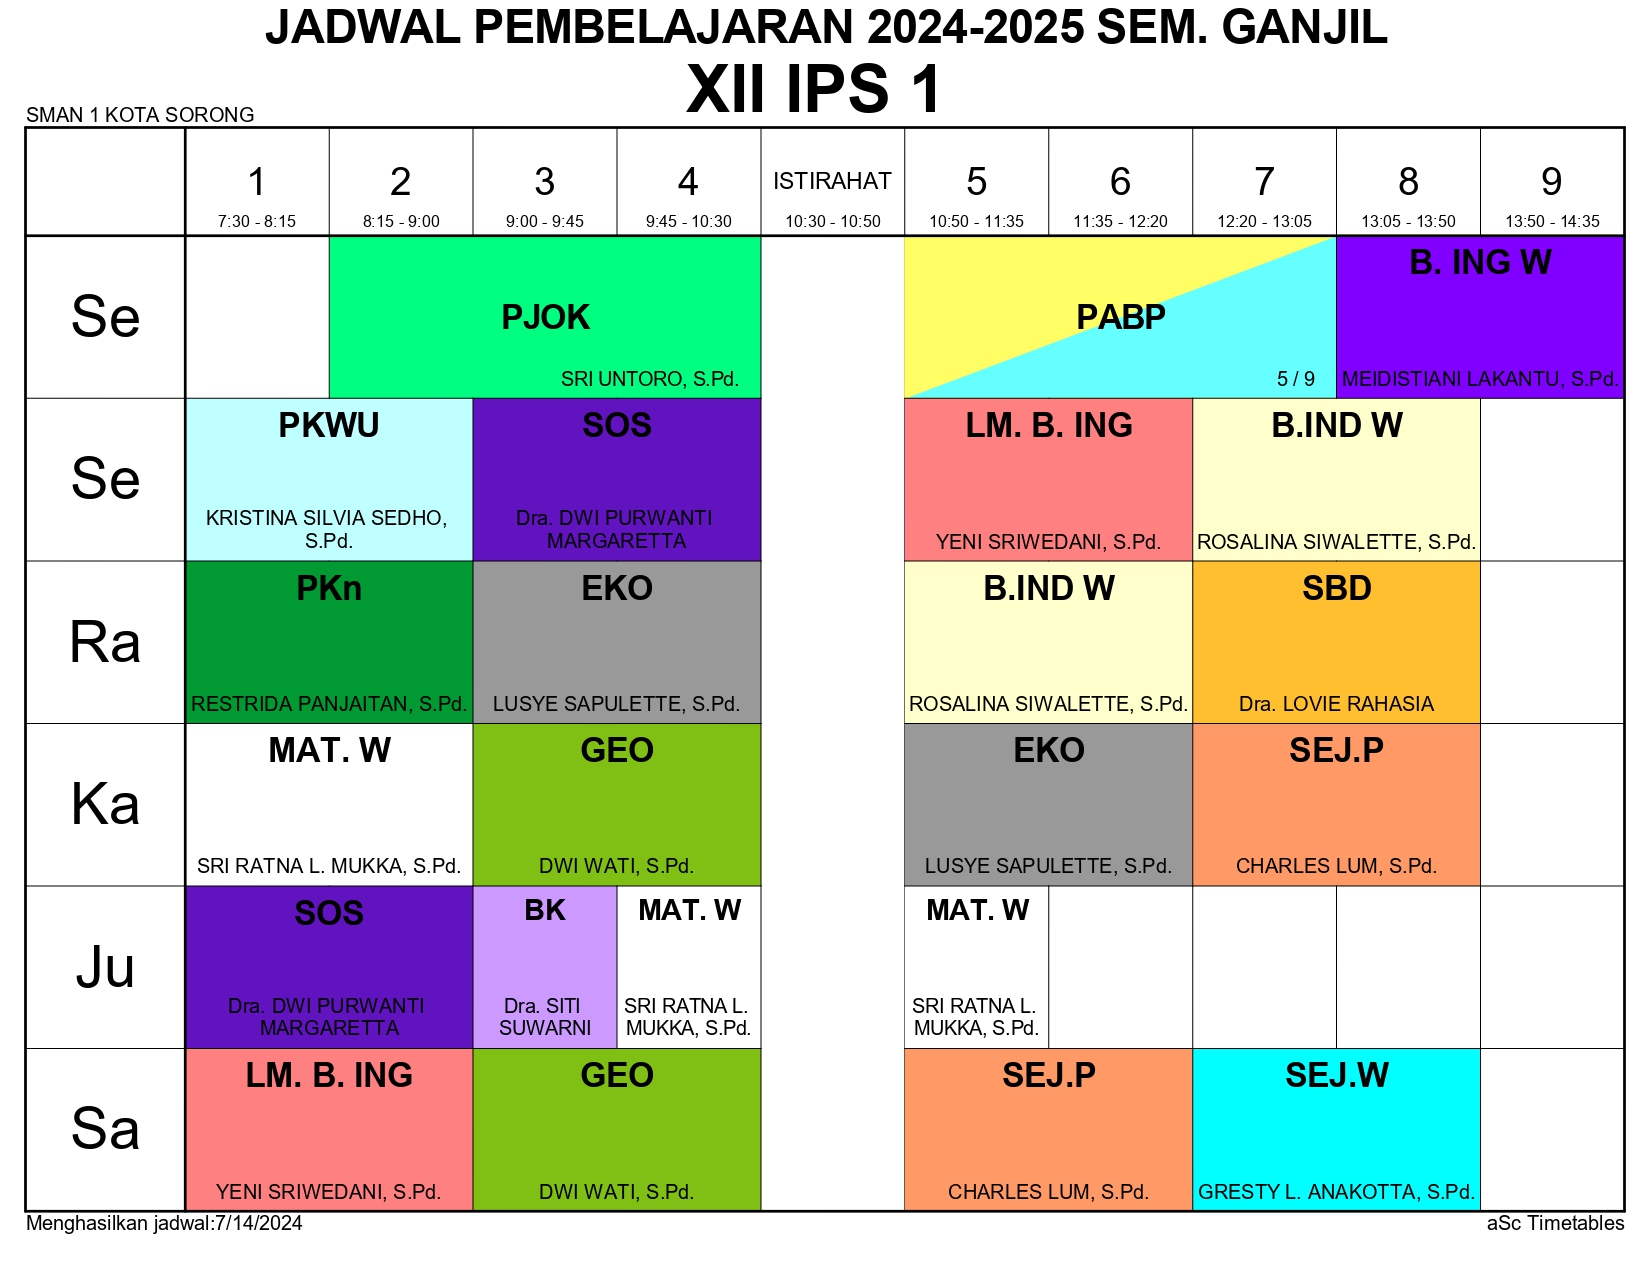 JADWAL PEMBELAJARAN 2024-2025 SEM. GANJIL
XII IPS 1
SMAN 1 KOTA SORONG
1 2 3 4 ISTIRAHAT 5 6 7 8 9
7:30 - 8:15 8:15 - 9:00 9:00 - 9:45 9:45 - 10:30 10:30 - 10:50 10:50 - 11:35 11:35 - 12:20 12:20 - 13:05 13:05 - 13:50 13:50 - 14:35
Se
PJOK
SRI UNTORO, S.Pd.
PABP
5 / 9
B. ING W
MEIDISTIANI LAKANTU, S.Pd.
Se
PKWU
KRISTINA SILVIA SEDHO,
S.Pd.
SOS
Dra. DWI PURWANTI
MARGARETTA
LM. B. ING
YENI SRIWEDANI, S.Pd.
B.IND W
ROSALINA SIWALETTE, S.Pd.
Ra
PKn
RESTRIDA PANJAITAN, S.Pd.
EKO
LUSYE SAPULETTE, S.Pd.
B.IND W
ROSALINA SIWALETTE, S.Pd.
SBD
Dra. LOVIE RAHASIA
Ka
MAT. W
SRI RATNA L. MUKKA, S.Pd.
GEO
DWI WATI, S.Pd.
EKO
LUSYE SAPULETTE, S.Pd.
SEJ.P
CHARLES LUM, S.Pd.
Ju
SOS
Dra. DWI PURWANTI
MARGARETTA
BK
Dra. SITI
SUWARNI
MAT. W
SRI RATNA L.
MUKKA, S.Pd.
MAT. W
SRI RATNA L.
MUKKA, S.Pd.
Sa
LM. B. ING
YENI SRIWEDANI, S.Pd.
GEO
DWI WATI, S.Pd.
SEJ.P
CHARLES LUM, S.Pd.
SEJ.W
GRESTY L. ANAKOTTA, S.Pd.
Menghasilkan jadwal:7/14/2024
aSc Timetables